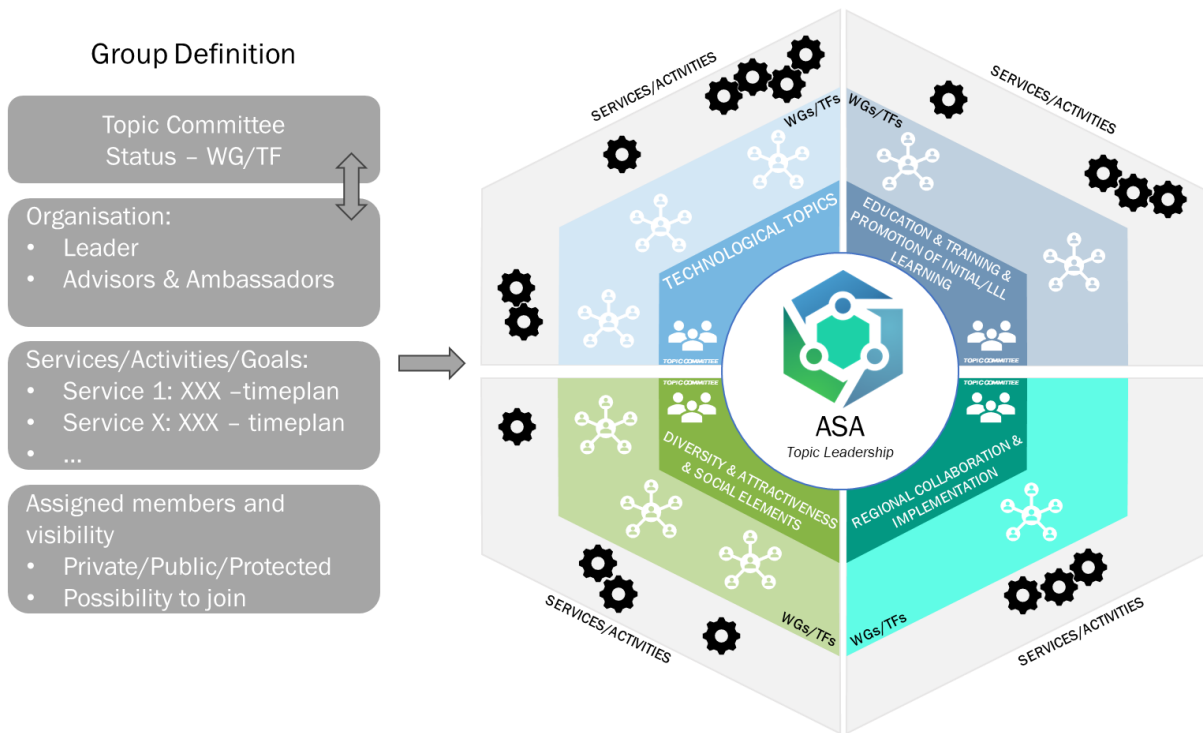 Group Definition
Topic Committee
Status – WG/TF
Organisation:
• Leader
• Advisors & Ambassadors
Services/Activities/Goals:
• Service 1: XXX –timeplan
• Service X: XXX – timeplan
• ...
Assigned members and
visibility
• Private/Public/Protected
• Possibility to join
SERVICES/ACTIVITIES
WGs/TFs
TECHNOLOGICAL TOPICS
TOPIC COMMITTEE
SERVICES/ACTIVITIES
WGs/TFs
EDUCATION & TRAINING &
PROMOTION OF INITIAL/LLL
LEARNING
TOPIC COMMITTEE
ASA
Topic Leadership
TOPIC COMMITTEE
DIVERSITY & ATTRACTIVENESS
& SOCIAL ELEMENTS
WGs/TFs
SERVICES/ACTIVITIES
TOPIC COMMITTEE
REGIONAL COLLABORATION &
IMPLEMENTATION
WGs/TFs
SERVICES/ACTIVITIES